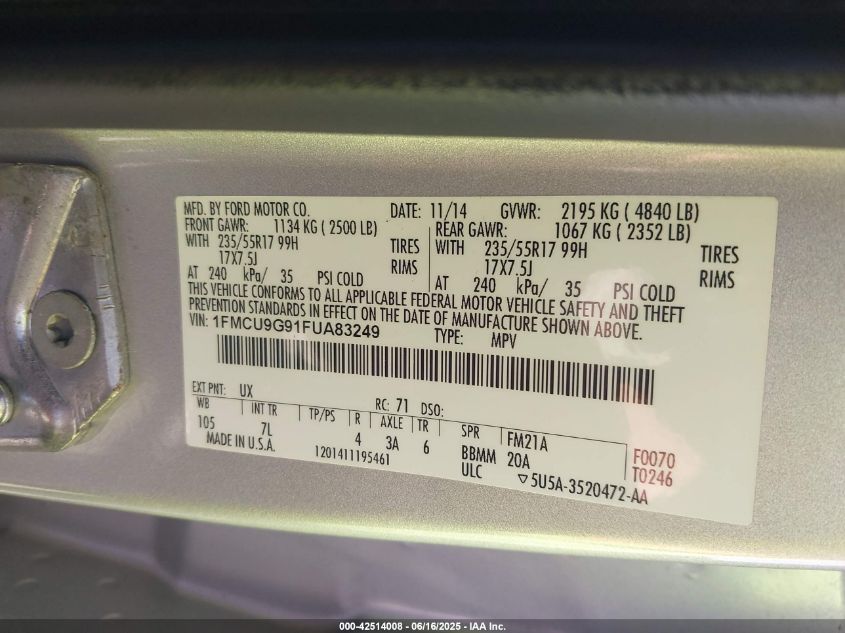 MFD. BY FORD MOTOR CO. DATE: 11/14 GVWR: 2195 KG ( 4840 LB)
FRONT GAWR: 1134 KG ( 2500 LB) REAR GAWR: 1067 KG ( 2352 LB)
WITH 235/55R17 99H TIRES WITH 235/55R17 99H TIRES
17X7.5J RIMS 17X7.5J RIMS
AT 240 kPa/ 35 PSI COLD AT 240 kPa/ 35 PSI COLD
THIS VEHICLE CONFORMS TO ALL APPLICABLE FEDERAL MOTOR VEHICLE SAFETY AND THEFT
PREVENTION STANDARDS IN EFFECT ON THE DATE OF MANUFACTURE SHOWN ABOVE.
VIN: 1FMCU9G91FUA83249 TYPE: MPV
EXT PNT: UX RC: 71 DSO:
WB INT TR TP/PS R AXLE TR SPR FM21A F0070
105 7L 4 3A 6 BBMM 20A T0246
MADE IN U.S.A. 1201411195461 ULC ▽5U5A-3520472-AA
000-42514008 - 06/16/2025 - IAA Inc.